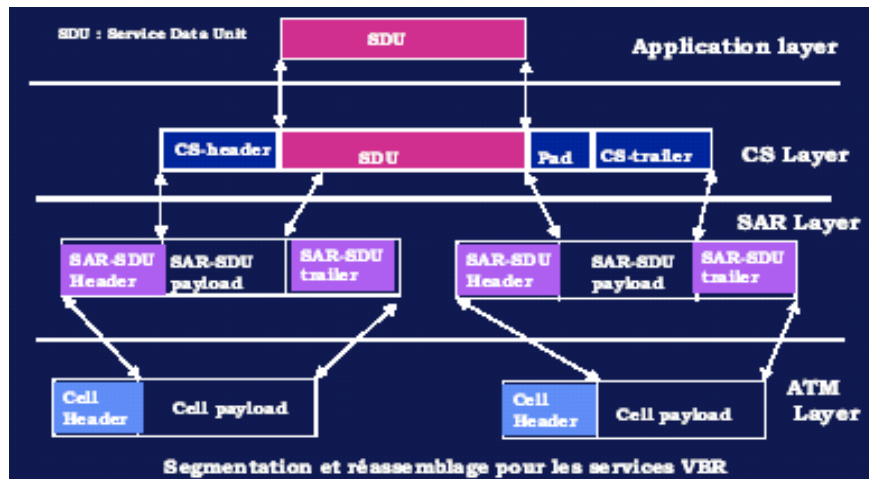 SDU : Service Data Unit
SDU
Application layer
CS-header
SDU
Pad
CS-trailer
CS Layer
SAR Layer
SAR-SDU
Header
SAR-SDU
payload
SAR-SDU
trailer
SAR-SDU
Header
SAR-SDU
payload
SAR-SDU
trailer
Cell
Header
Cell payload
Cell
Header
Cell payload
ATM
Layer
Segmentation et réassemblage pour les services VBR